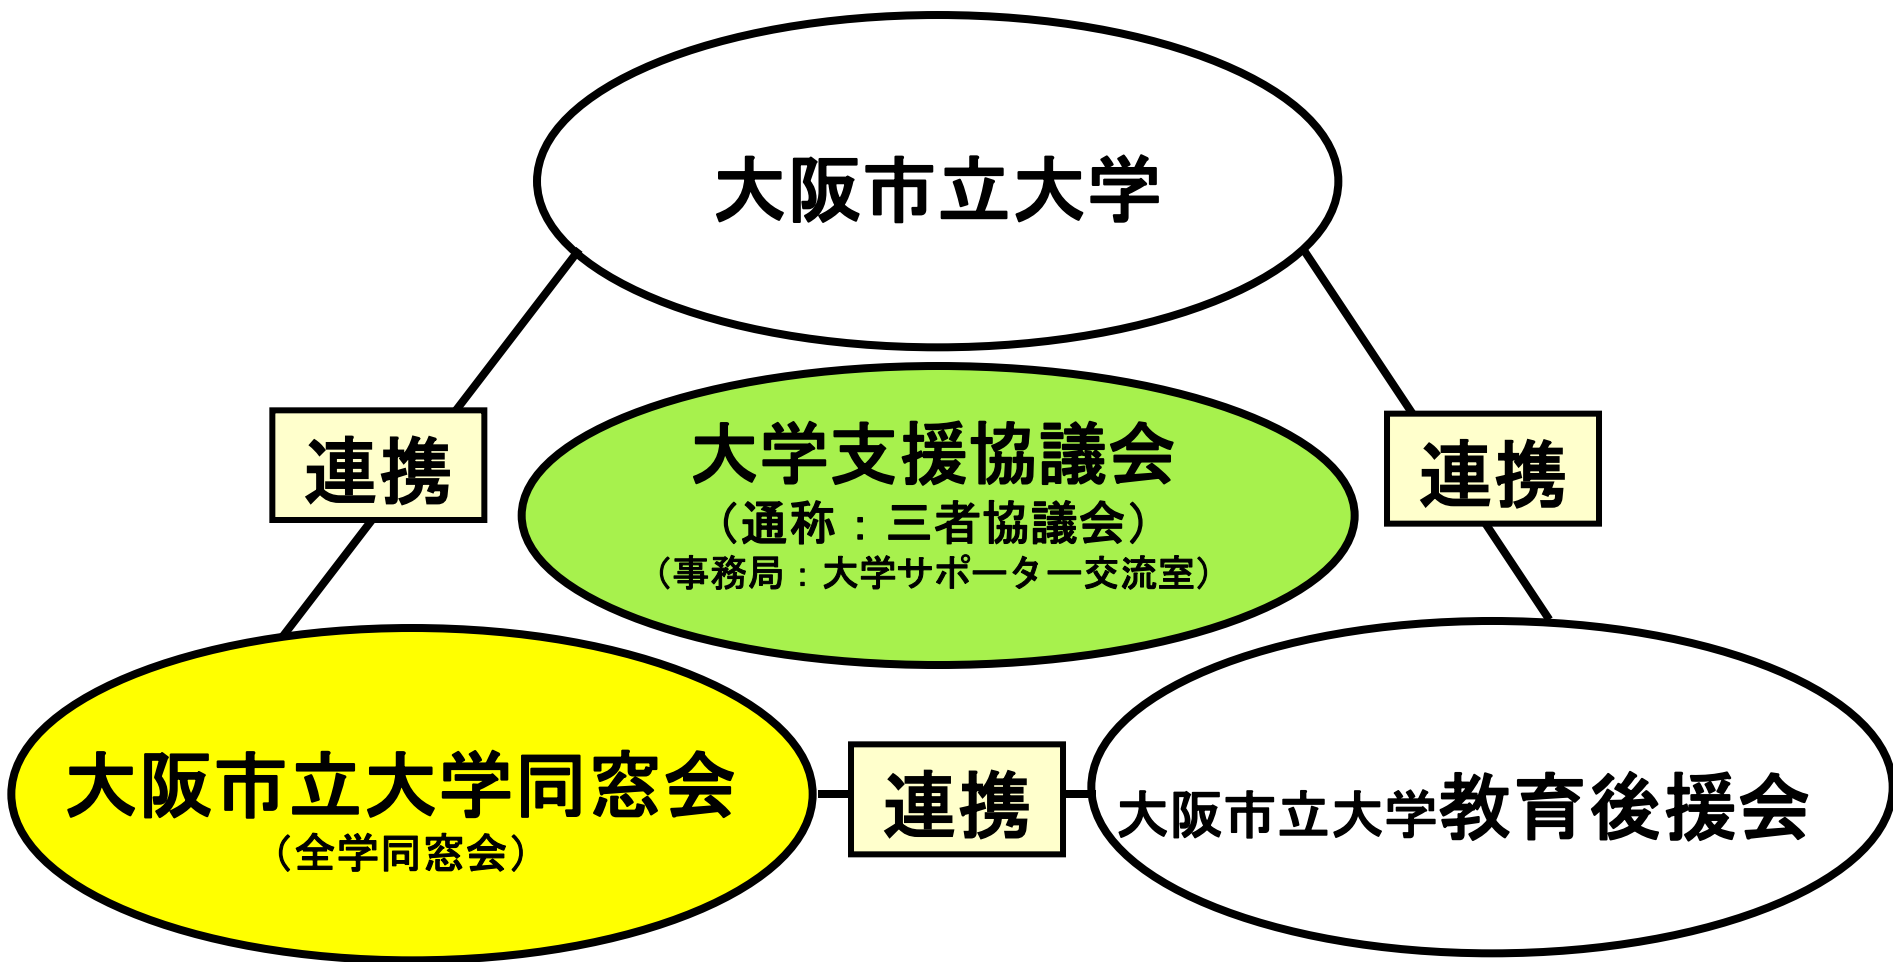 大阪市立大学
連携
大学支援協議会
（通称：三者協議会）
（事務局：大学サポーター交流室）
連携
大阪市立大学同窓会
（全学同窓会）
連携
大阪市立大学教育後援会